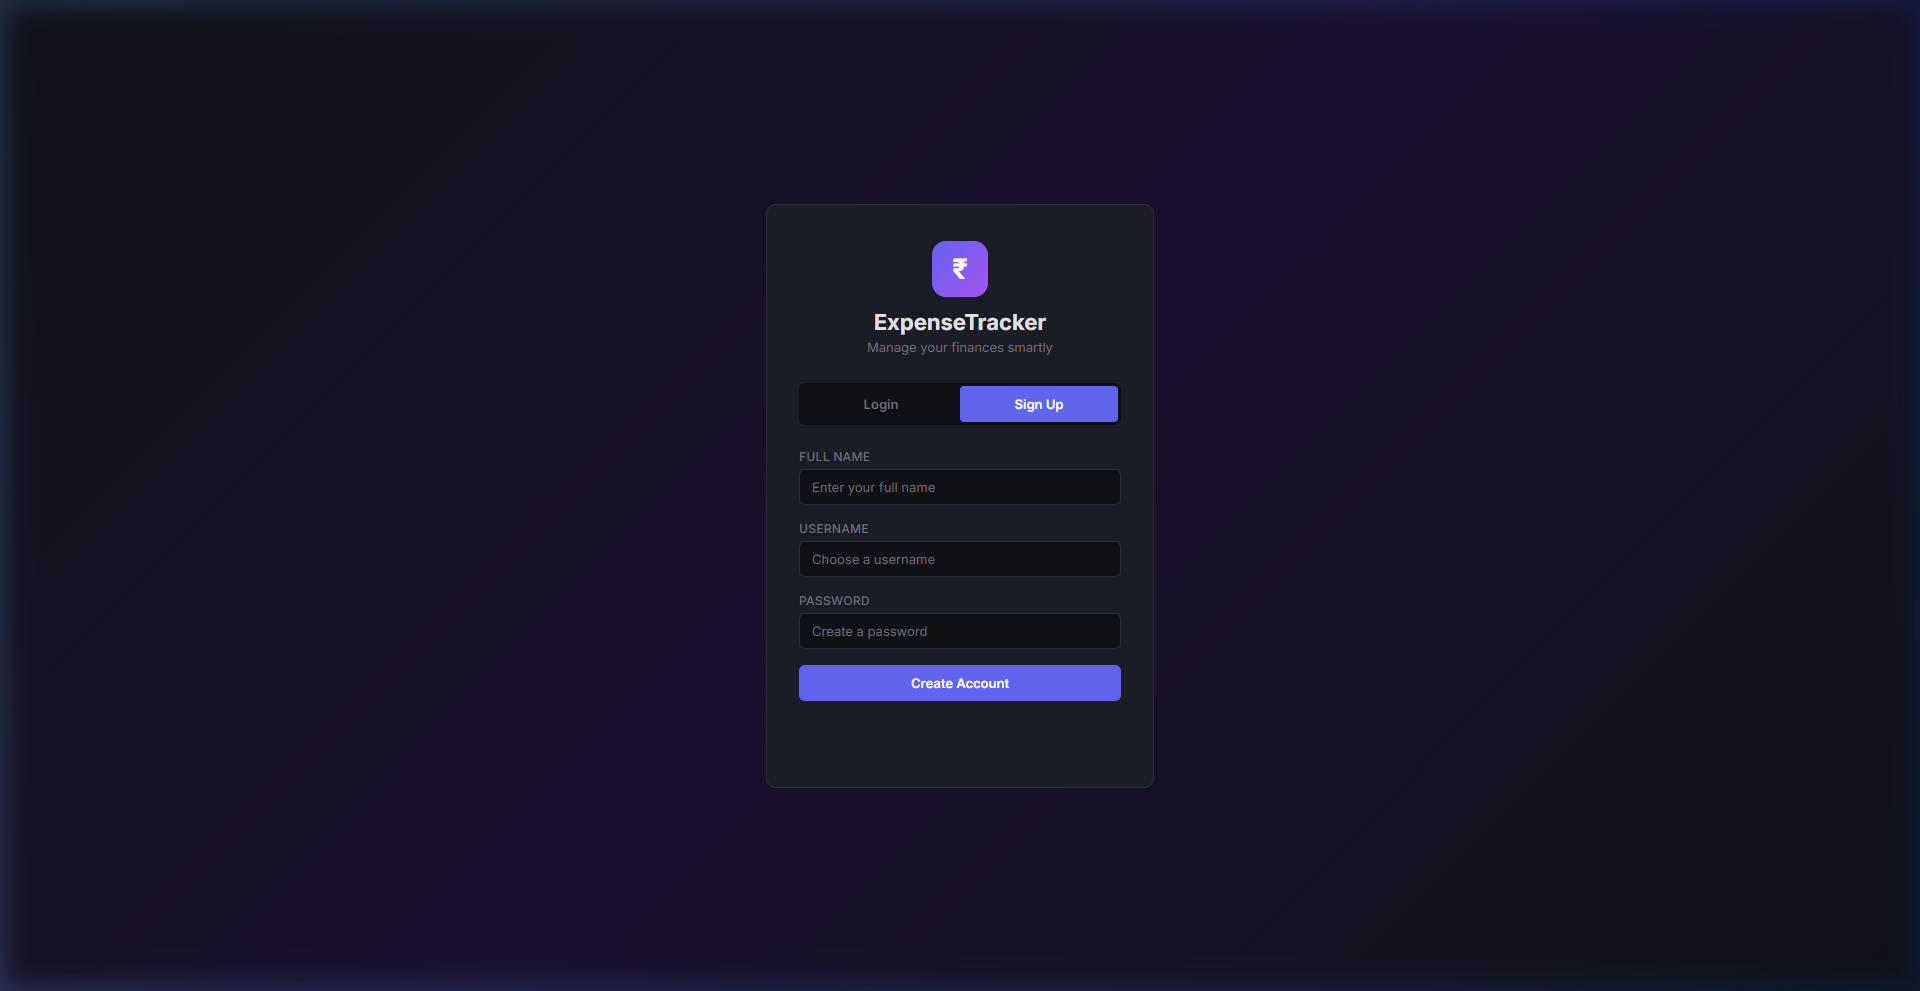 ₹
ExpenseTracker
Manage your finances smartly
Login
Sign Up
FULL NAME
Enter your full name
USERNAME
Choose a username
PASSWORD
Create a password
Create Account